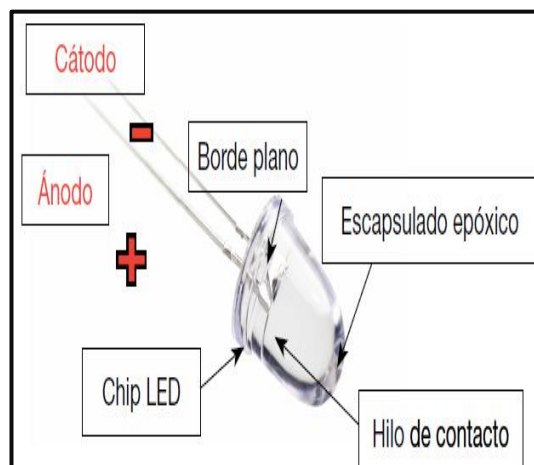 Cátodo
-
Borde plano
Ánodo
+
Escapsulado epóxico
Chip LED
Hilo de contacto